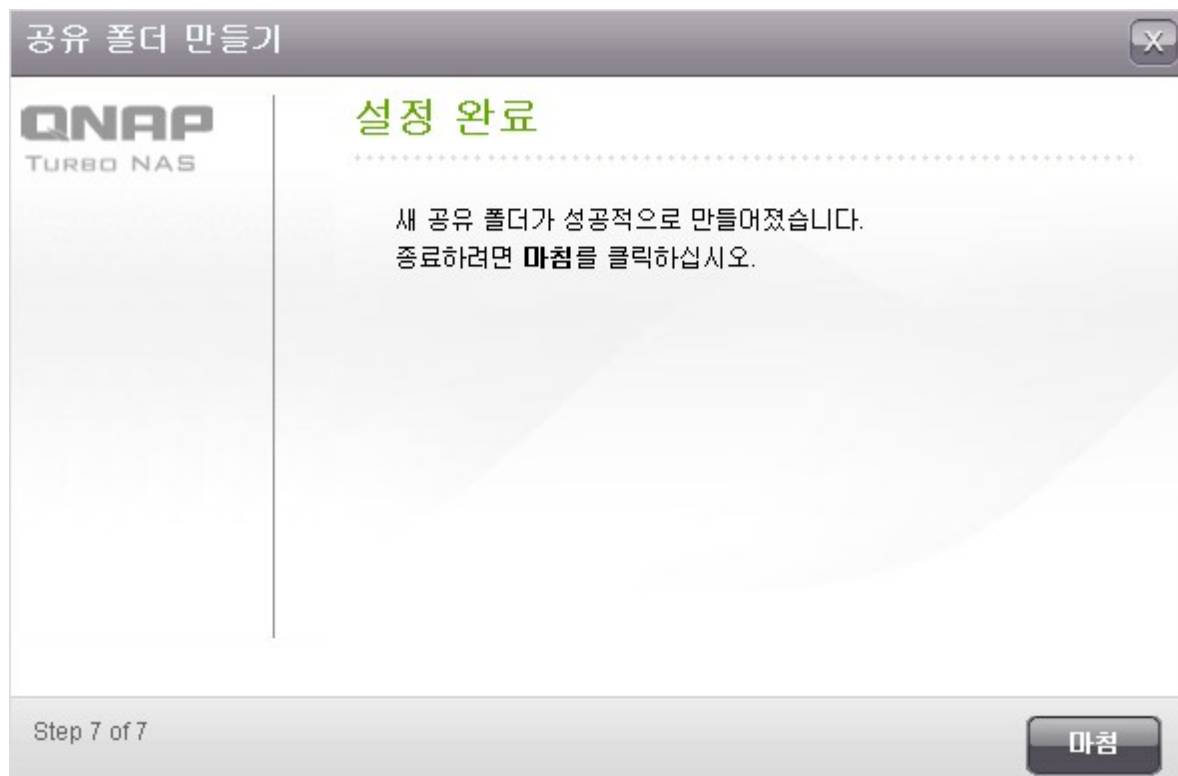 공유 폴더 만들기
X
QNAP
TURBO NAS
설정 완료
새 공유 폴더가 성공적으로 만들어졌습니다.
종료하려면 마침를 클릭하십시오.
Step 7 of 7
마침